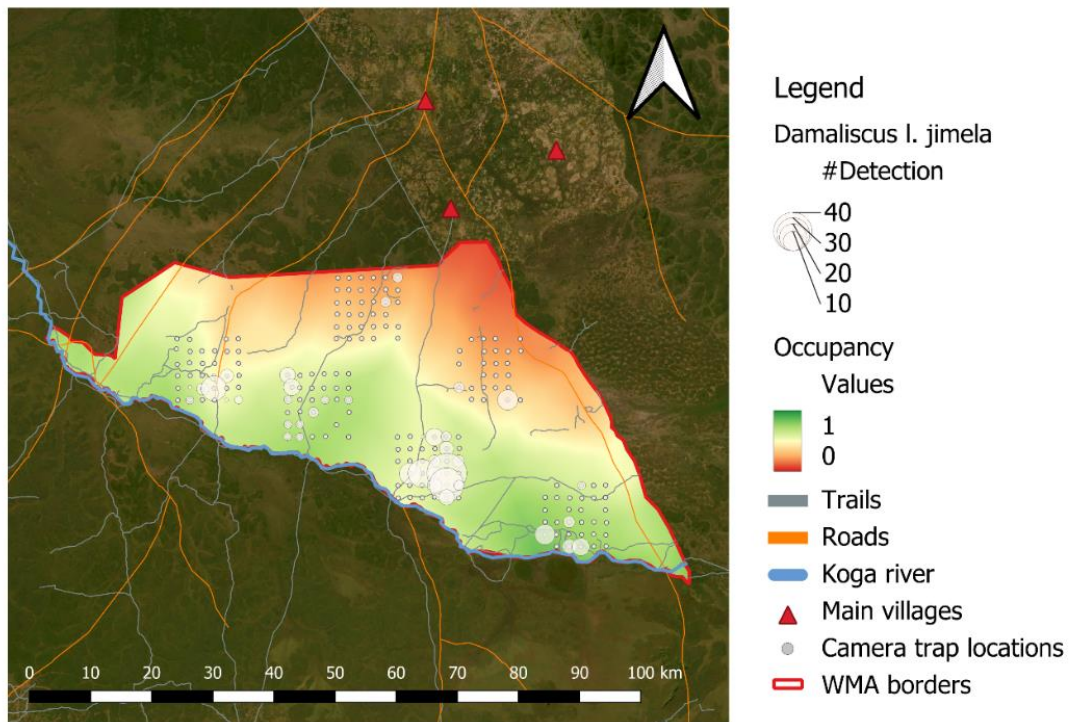 Legend
Damaliscus l. jimela
#Detection
40
30
20
10
Occupancy
Values
1
0
Trails
Roads
Koga river
Main villages
Camera trap locations
WMA borders
0 10 20 30 40 50 60 70 80 90 100 km